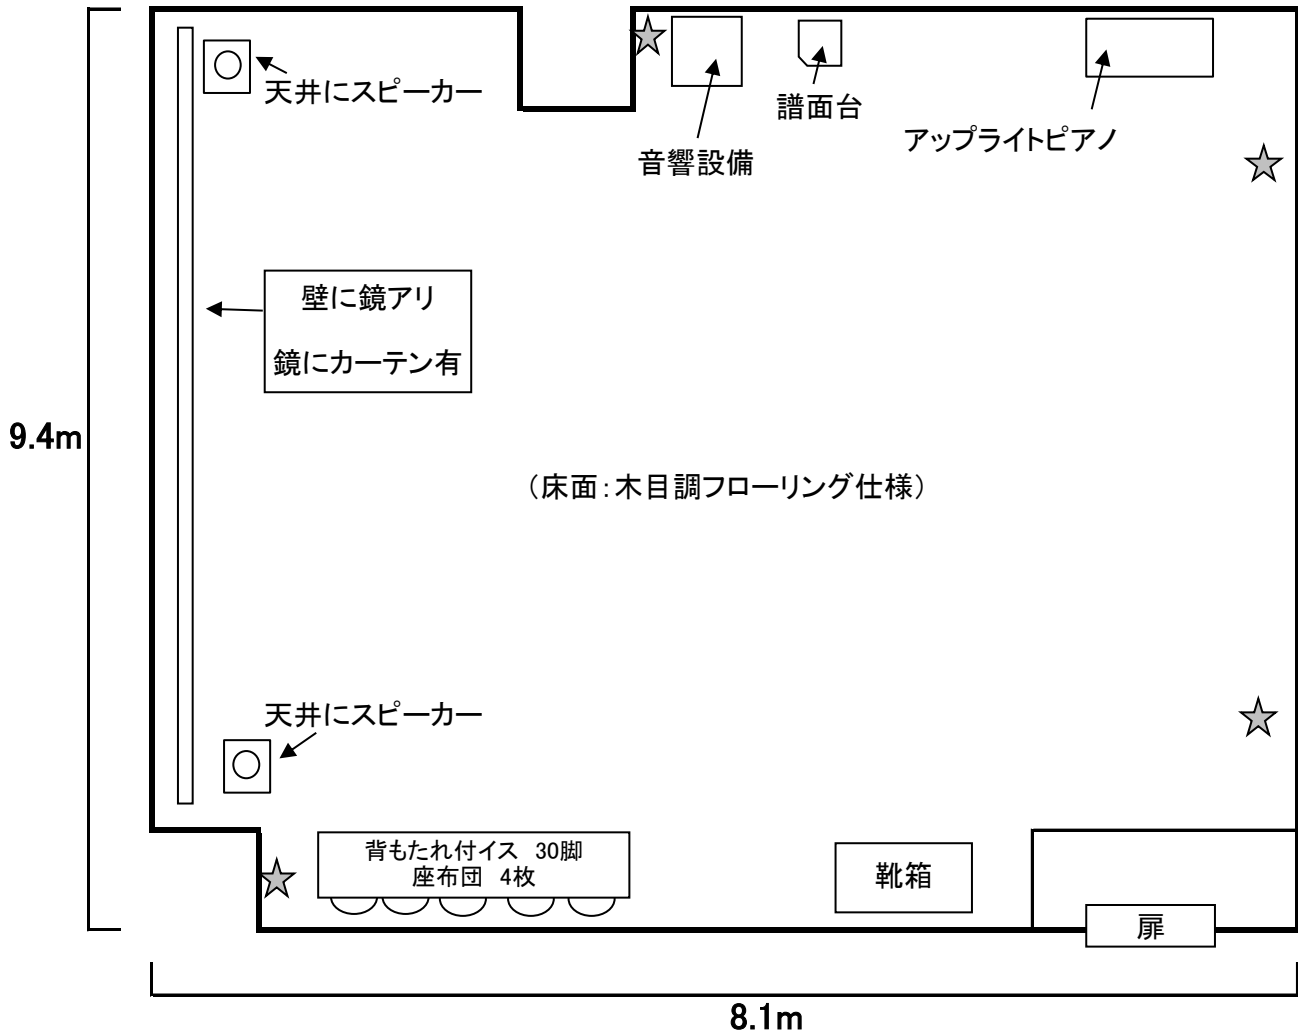 天井にスピーカー
譜面台
アップライトピアノ
音響設備
壁に鏡アリ
鏡にカーテン有
9.4m
（床面：木目調フローリング仕様）
天井にスピーカー
背もたれ付イス 30脚
座布団 4枚
靴箱
扉
8.1m